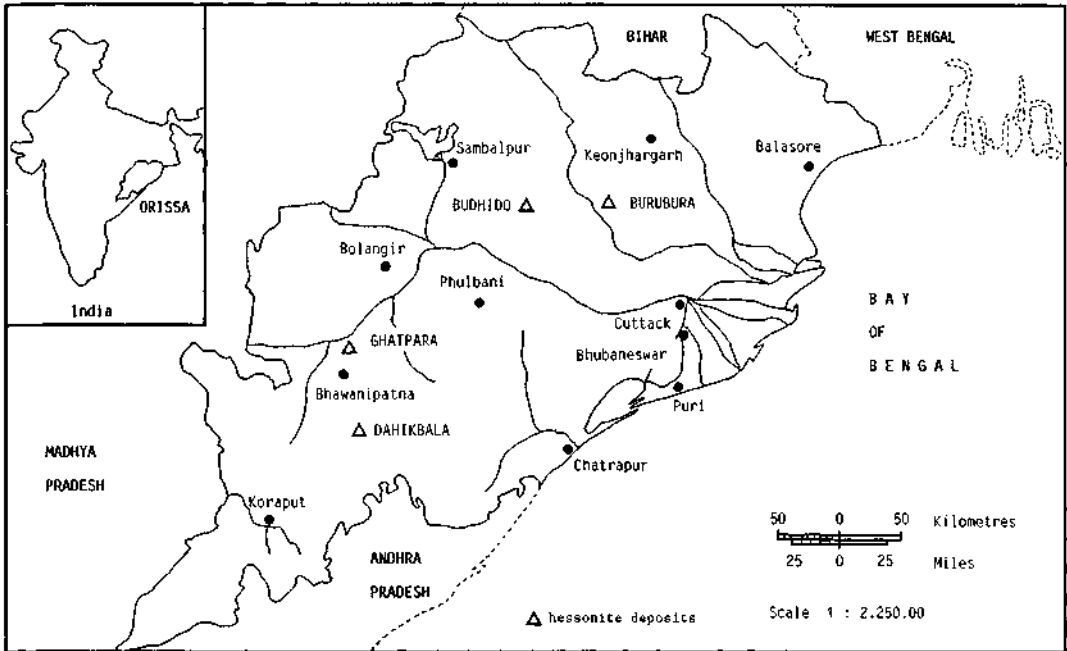 BIHAR
WEST BENGAL
ORISSA
India
Sambalpur
Keonjhargarh
Balasore
BUDHIDO
BURUBURA
Bolangir
Phulbani
Cuttack
GHATPARA
Bhubaneswar
Bhawanipatna
Puri
DAHIKBALA
Chatrapur
Koraput
BAY
OF
BENGAL
MADHYA
PRADESH
ANDHRA
PRADESH
50 0 50 Kilometres
25 0 25 Miles
Scale 1 : 2.250.00
hessonite deposits